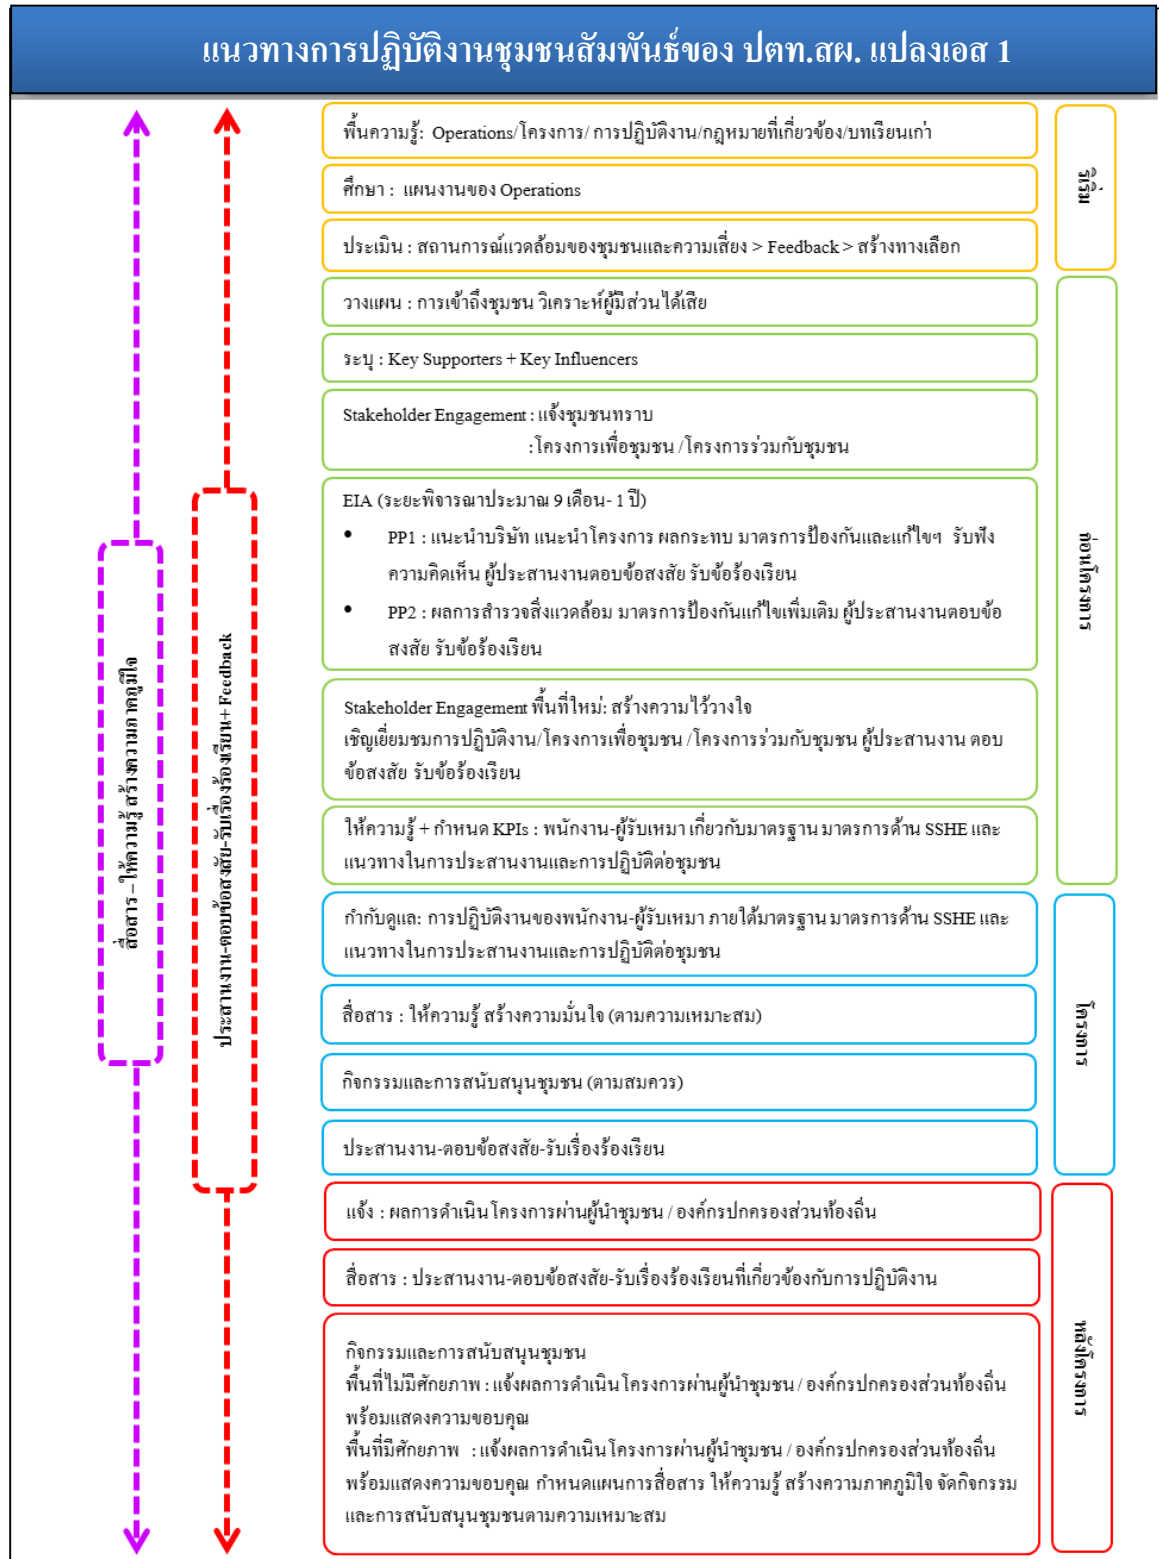 แนวทางการปฏิบัติงานชุมชนสัมพันธ์ของ ปตท.สผ. แปลงเอส 1
พื้นความรู้: Operations/โครงการ/ การปฏิบัติงาน/กฎหมายที่เกี่ยวข้อง/บทเรียนเก่า
ศึกษา : แผนงานของ Operations
ประเมิน : สถานการณ์แวดล้อมของชุมชนและความเสี่ยง > Feedback > สร้างทางเลือก
ริเริ่ม
วางแผน : การเข้าถึงชุมชน วิเคราะห์ผู้มีส่วนได้เสีย
ระบุ : Key Supporters + Key Influencers
Stakeholder Engagement : แจ้งชุมชนทราบ
:โครงการเพื่อชุมชน /โครงการร่วมกับชุมชน
EIA (ระยะพิจารณาประมาณ 9 เดือน- 1 ปี)
• PP1 : แนะนำบริษัท แนะนำโครงการ ผลกระทบ มาตรการป้องกันและแก้ไขฯ รับฟัง
ความคิดเห็น ผู้ประสานงานตอบข้อสงสัย รับข้อร้องเรียน
• PP2 : ผลการสำรวจสิ่งแวดล้อม มาตรการป้องกันแก้ไขเพิ่มเติม ผู้ประสานงานตอบข้อ
สงสัย รับข้อร้องเรียน
Stakeholder Engagement พื้นที่ใหม่: สร้างความไว้วางใจ
เชิญเยี่ยมชมการปฏิบัติงาน/โครงการเพื่อชุมชน /โครงการร่วมกับชุมชน ผู้ประสานงาน ตอบ
ข้อสงสัย รับข้อร้องเรียน
ให้ความรู้ + กำหนด KPIs : พนักงาน-ผู้รับเหมา เกี่ยวกับมาตรฐาน มาตรการด้าน SSHE และ
แนวทางในการประสานงานและการปฏิบัติต่อชุมชน
ก่อนโครงการ
กำกับดูแล: การปฏิบัติงานของพนักงาน-ผู้รับเหมา ภายใต้มาตรฐาน มาตรการด้าน SSHE และ
แนวทางในการประสานงานและการปฏิบัติต่อชุมชน
สื่อสาร : ให้ความรู้ สร้างความมั่นใจ (ตามความเหมาะสม)
กิจกรรมและการสนับสนุนชุมชน (ตามสมควร)
ประสานงาน-ตอบข้อสงสัย-รับเรื่องร้องเรียน
โครงการ
แจ้ง : ผลการดำเนินโครงการผ่านผู้นำชุมชน / องค์กรปกครองส่วนท้องถิ่น
สื่อสาร : ประสานงาน-ตอบข้อสงสัย-รับเรื่องร้องเรียนที่เกี่ยวข้องกับการปฏิบัติงาน
กิจกรรมและการสนับสนุนชุมชน
พื้นที่ไม่มีศักยภาพ : แจ้งผลการดำเนินโครงการผ่านผู้นำชุมชน / องค์กรปกครองส่วนท้องถิ่น
พร้อมแสดงความขอบคุณ
พื้นที่มีศักยภาพ : แจ้งผลการดำเนินโครงการผ่านผู้นำชุมชน / องค์กรปกครองส่วนท้องถิ่น
พร้อมแสดงความขอบคุณ กำหนดแผนการสื่อสาร ให้ความรู้ สร้างความภาคภูมิใจ จัดกิจกรรม
และการสนับสนุนชุมชนตามความเหมาะสม
หลังโครงการ
สื่อสาร – ให้ความรู้ สร้างความภาคภูมิใจ
ประสานงาน-ตอบข้อสงสัย-รับเรื่องร้องเรียน+ Feedback